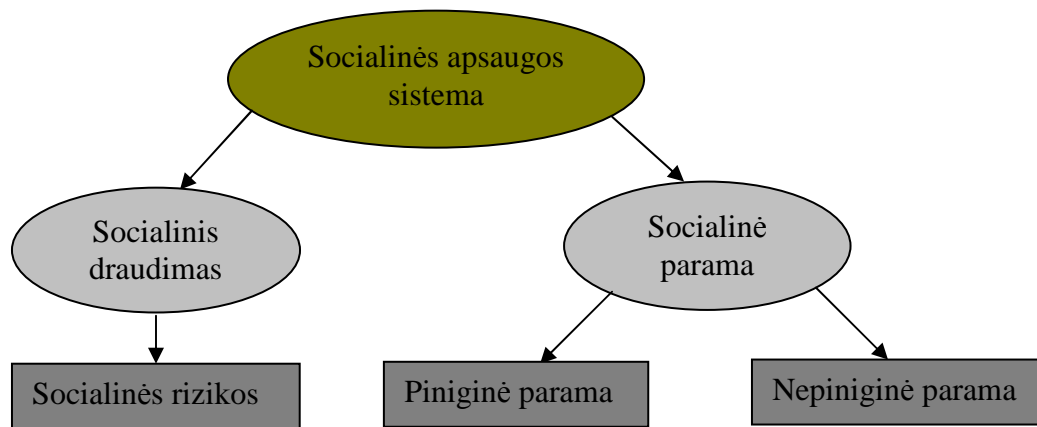 Socialinės apsaugos
sistema
Socialinis
draudimas
Socialinė
parama
Socialinės rizikos
Piniginė parama
Nepiniginė parama